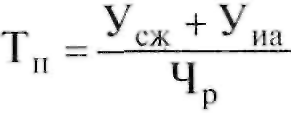 Тп = Усж + Уиа
Чр